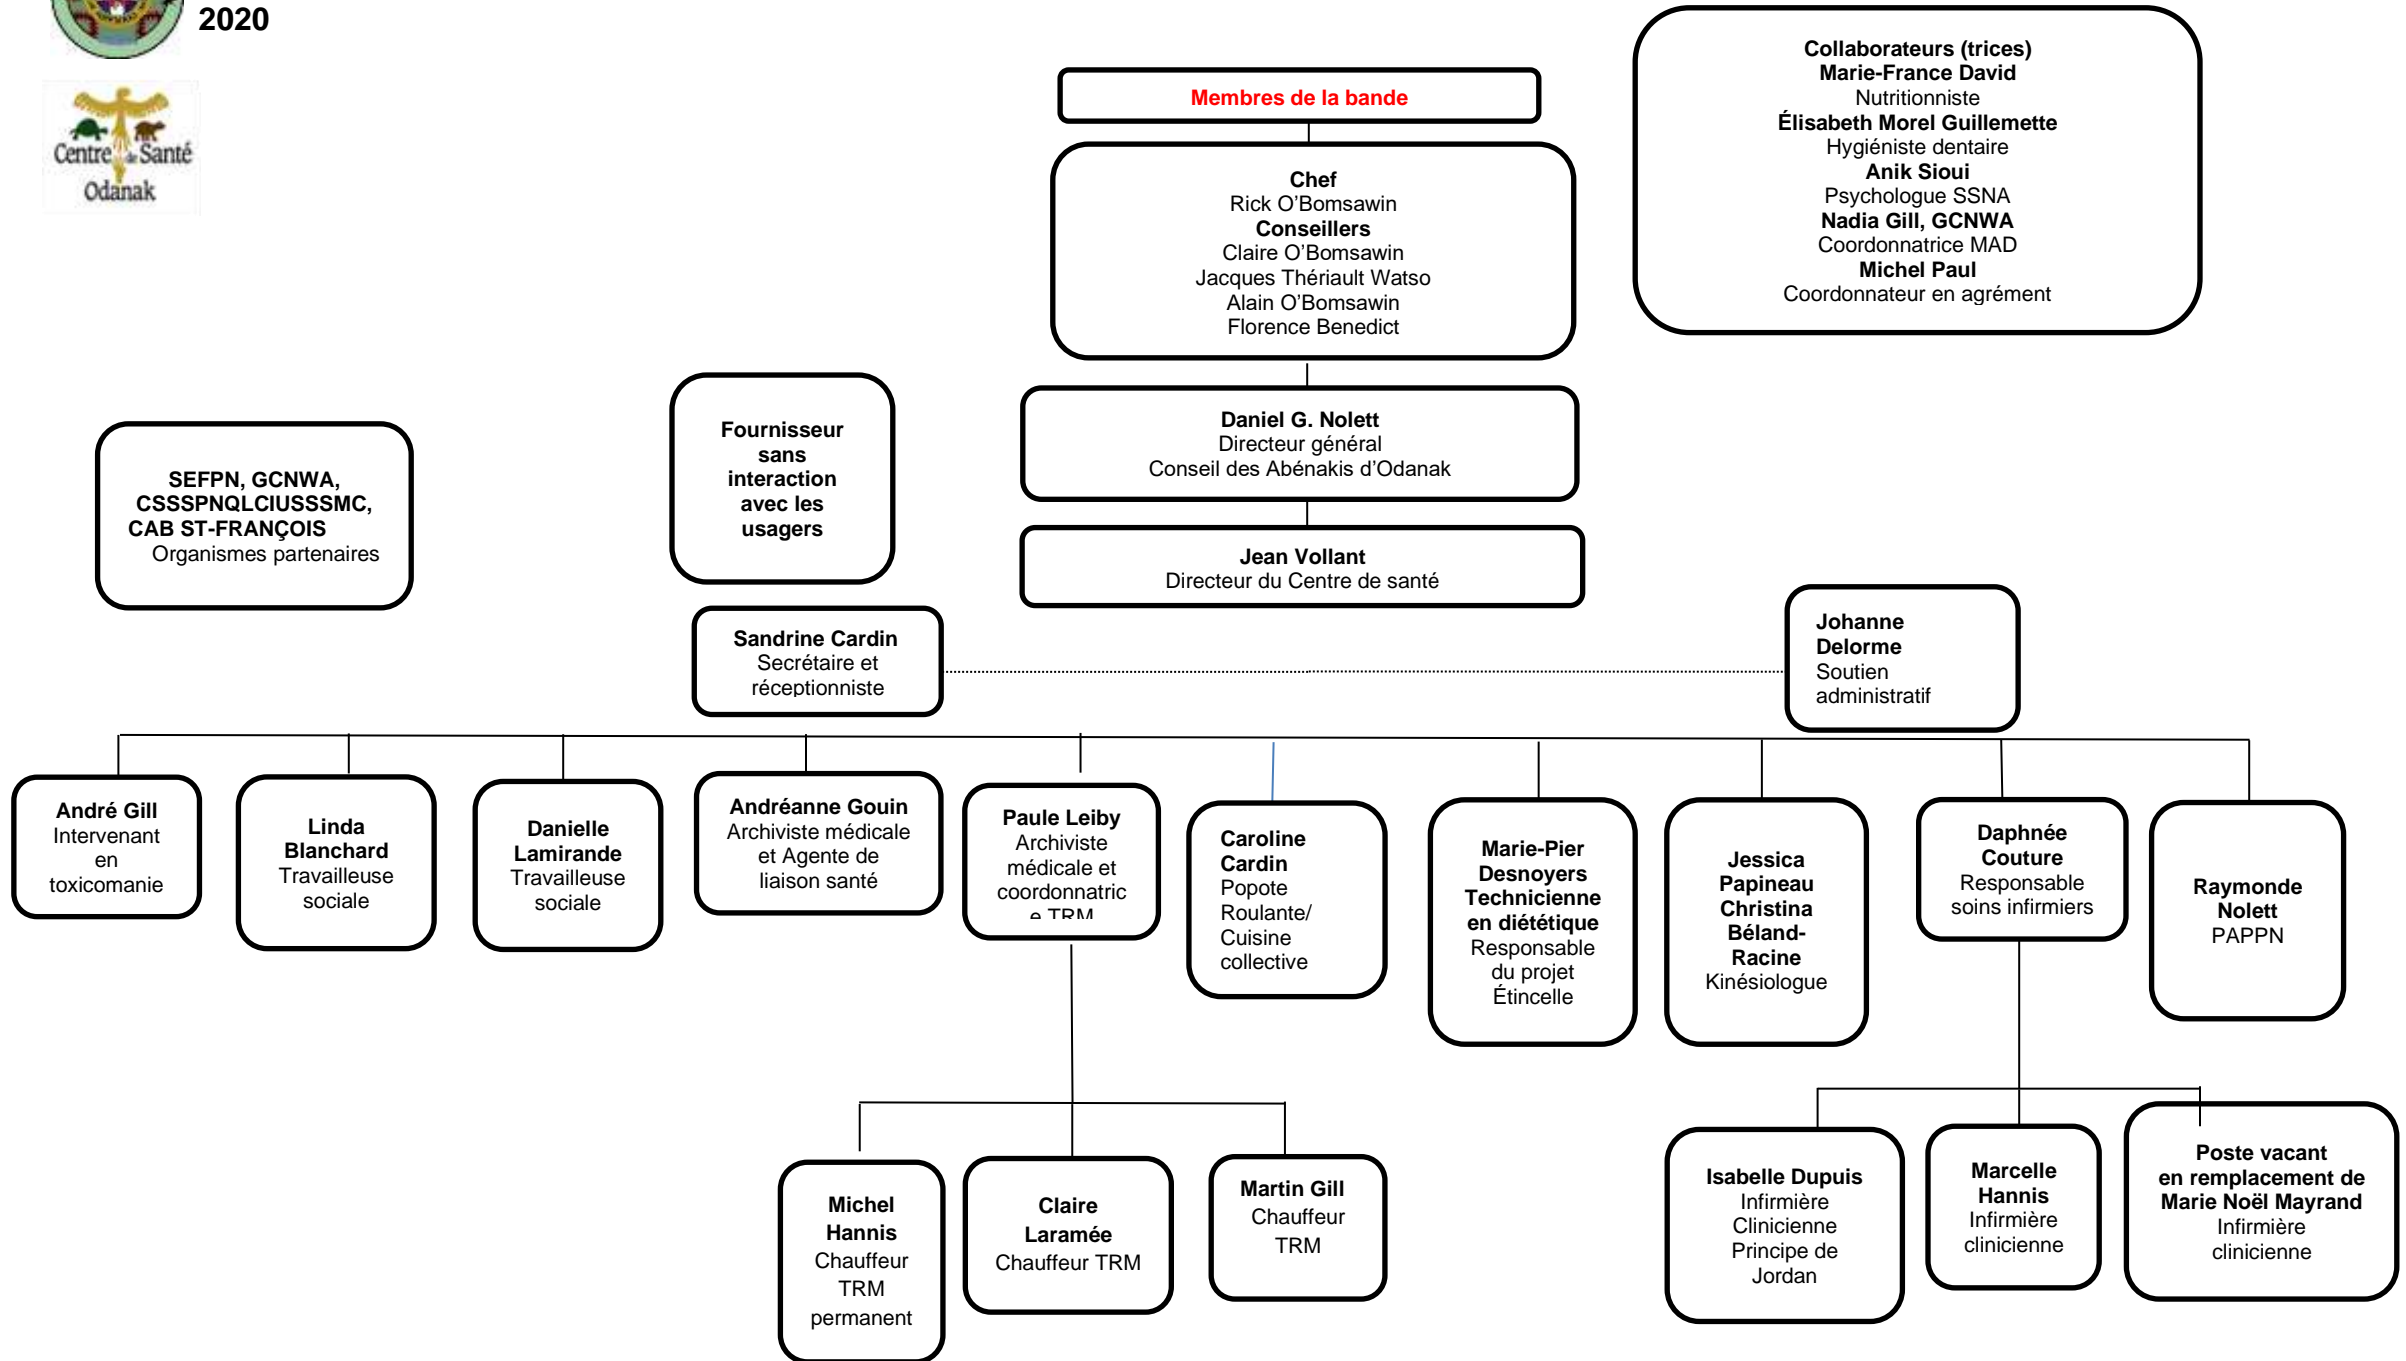 2020
Centre de Santé
Odanak
Membres de la bande
Collaborateurs (trices)
Marie-France David
Nutritionniste
Élisabeth Morel Guillemette
Hygiéniste dentaire
Anik Sioui
Psychologue SSNA
Nadia Gill, GCNWA
Coordonnatrice MAD
Michel Paul
Coordonnateur en agrément
Chef
Rick O’Bomsawin
Conseillers
Claire O’Bomsawin
Jacques Thériault Watso
Alain O’Bomsawin
Florence Benedict
SEFPN, GCNWA,
CSSSPNQLCIUSSSMC,
CAB ST-FRANÇOIS
Organismes partenaires
Fournisseur
sans
interaction
avec les
usagers
Daniel G. Nolett
Directeur général
Conseil des Abénakis d’Odanak
Jean Vollant
Directeur du Centre de santé
Sandrine Cardin
Secrétaire et
réceptionniste
Johanne
Delorme
Soutien
administratif
André Gill
Intervenant
en
toxicomanie
Linda
Blanchard
Travailleuse
sociale
Danielle
Lamirande
Travailleuse
sociale
Andréanne Gouin
Archiviste médicale
et Agente de
liaison santé
Paule Leiby
Archiviste
médicale et
coordonnatric
e TRM
Caroline
Cardin
Popote
Roulante/
Cuisine
collective
Marie-Pier
Desnoyers
Technicienne
en diététique
Responsable
du projet
Étincelle
Jessica
Papineau
Christina
Béland-
Racine
Kinésiologue
Daphnée
Couture
Responsable
soins infirmiers
Raymonde
Nolett
PAPPN
Michel
Hannis
Chauffeur
TRM
permanent
Claire
Laramée
Chauffeur TRM
Martin Gill
Chauffeur
TRM
Isabelle Dupuis
Infirmière
Clinicienne
Principe de
Jordan
Marcelle
Hannis
Infirmière
clinicienne
Poste vacant
en remplacement de
Marie Noël Mayrand
Infirmière
clinicienne